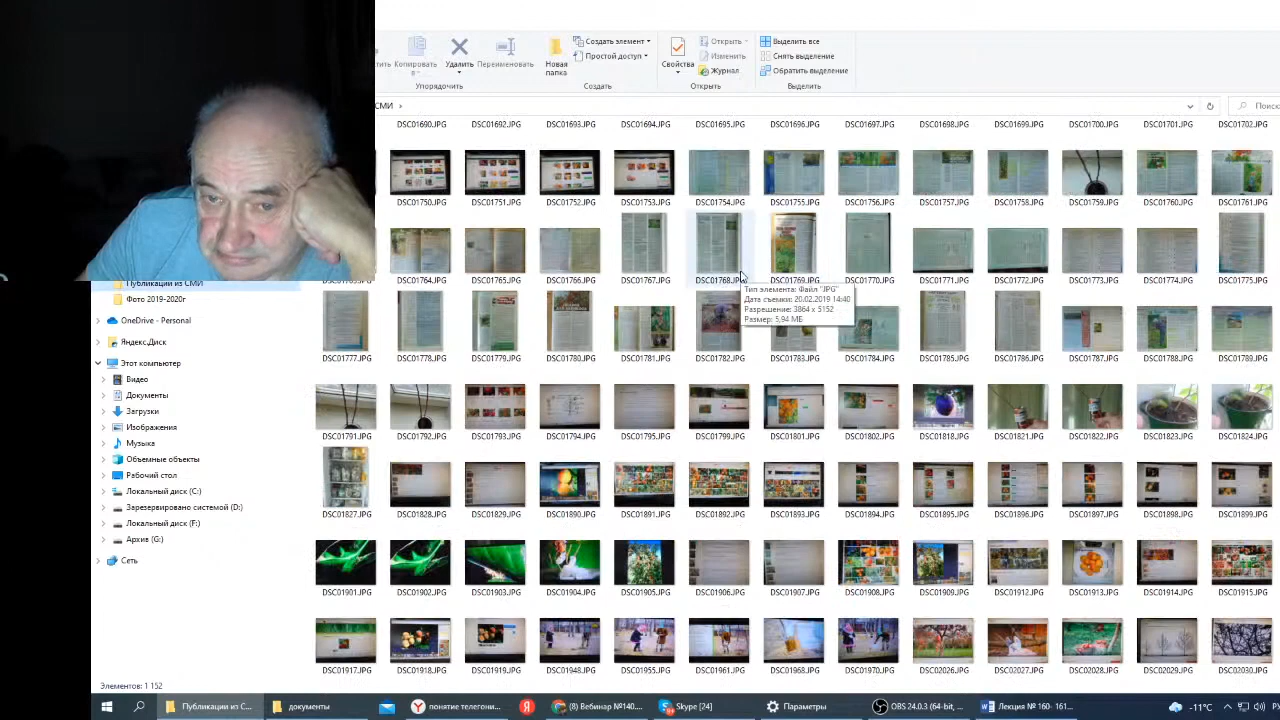 Создать элемент
Выделить все
Открыть
Простой доступ
Изменить
Снять выделение
Копировать
Удалить
Переименовать
Новая
Свойства
Журнал
Обратить выделение
в...
папка
Упорядочить
Создать
Открыть
Выделить
СМИ
Поиск:
DSC01690.JPG DSC01692.JPG DSC01693.JPG DSC01694.JPG DSC01695.JPG DSC01696.JPG DSC01697.JPG DSC01698.JPG DSC01699.JPG DSC01700.JPG DSC01701.JPG DSC01702.JPG
DSC01750.JPG DSC01751.JPG DSC01752.JPG DSC01753.JPG DSC01754.JPG DSC01755.JPG DSC01756.JPG DSC01757.JPG DSC01758.JPG DSC01759.JPG DSC01760.JPG DSC01761.JPG
DSC01764.JPG DSC01765.JPG DSC01766.JPG DSC01767.JPG DSC01768.JPG DSC01769.JPG DSC01770.JPG DSC01771.JPG DSC01772.JPG DSC01773.JPG DSC01774.JPG DSC01775.JPG
Тип элемента: Файл "JPG"
Дата съемки: 20.02.2019 14:40
Разрешение: 3864 x 5152
Размер: 5,94 МБ
DSC01777.JPG DSC01778.JPG DSC01779.JPG DSC01780.JPG DSC01781.JPG DSC01782.JPG DSC01783.JPG DSC01784.JPG DSC01785.JPG DSC01786.JPG DSC01787.JPG DSC01788.JPG DSC01789.JPG
DSC01791.JPG DSC01792.JPG DSC01793.JPG DSC01794.JPG DSC01795.JPG DSC01799.JPG DSC01801.JPG DSC01802.JPG DSC01818.JPG DSC01821.JPG DSC01822.JPG DSC01823.JPG DSC01824.JPG
DSC01827.JPG DSC01828.JPG DSC01829.JPG DSC01890.JPG DSC01891.JPG DSC01892.JPG DSC01893.JPG DSC01894.JPG DSC01895.JPG DSC01896.JPG DSC01897.JPG DSC01898.JPG DSC01899.JPG
DSC01901.JPG DSC01902.JPG DSC01903.JPG DSC01904.JPG DSC01905.JPG DSC01906.JPG DSC01907.JPG DSC01908.JPG DSC01909.JPG DSC01912.JPG DSC01913.JPG DSC01914.JPG DSC01915.JPG
DSC01917.JPG DSC01918.JPG DSC01919.JPG DSC01948.JPG DSC01955.JPG DSC01961.JPG DSC01968.JPG DSC01970.JPG DSC02026.JPG DSC02027.JPG DSC02028.JPG DSC02029.JPG DSC02030.JPG
Публикации из СМИ
Фото 2019-2020г
OneDrive - Personal
Яндекс.Диск
Этот компьютер
Видео
Документы
Загрузки
Изображения
Музыка
Объемные объекты
Рабочий стол
Локальный диск (C:)
Зарезервировано системой (D:)
Локальный диск (F:)
Архив (G:)
Сеть
Элементов: 1 152
Публикации из С...
документы
понятие телегони...
(8) Вебинар №140....
Skype [24]
Параметры
OBS 24.0.3 (64-bit, ...
Лекция № 160- 161...
-11°C